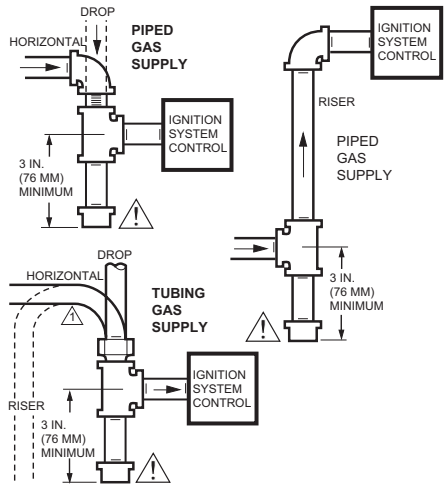 DROP
HORIZONTAL
PIPED
GAS
SUPPLY
IGNITION
SYSTEM
CONTROL
3 IN.
(76 MM)
MINIMUM
!
IGNITION
SYSTEM
CONTROL
RISER
PIPED
GAS
SUPPLY
3 IN.
(76 MM)
MINIMUM
!
DROP
HORIZONTAL
1
TUBING
GAS
SUPPLY
IGNITION
SYSTEM
CONTROL
RISER
3 IN.
(76 MM)
MINIMUM
!